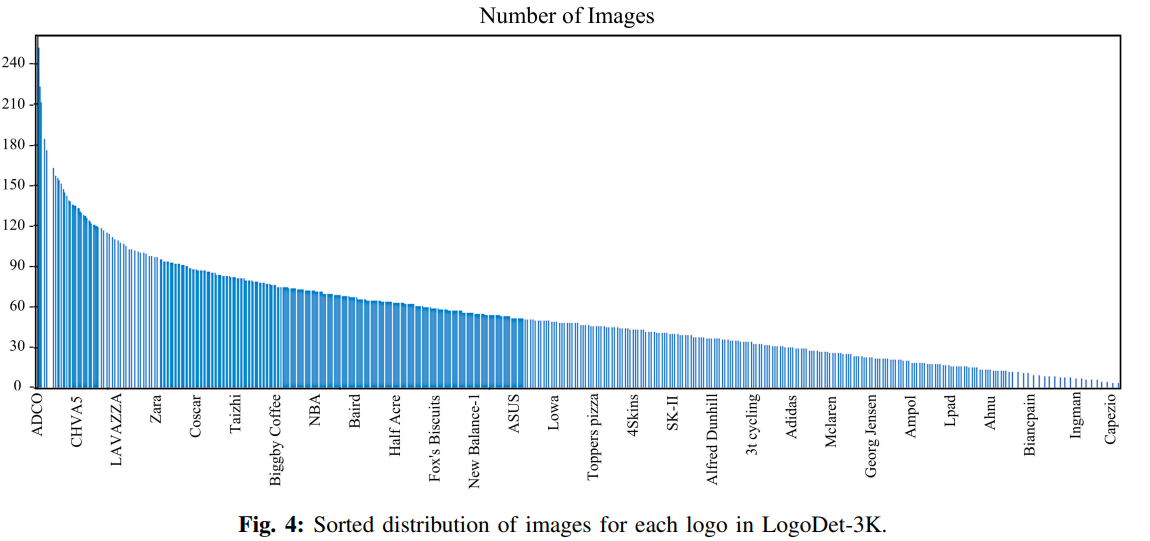 Number of Images
240
210
180
150
120
90
60
30
0
ADCO
CHVA5
LAVAZZA
Zara
Coscar
Taizhi
Biggby Coffee
NBA
Baird
Half Acre
Fox's Biscuits
New Balance-1
ASUS
Lowa
Toppers pizza
4Skins
SK-II
Alfred Dunhill
3t cycling
Adidas
Mclaren
Georg Jensen
Ampol
Lpad
Ahnu
Biancpain
Ingman
Capezio
Fig. 4: Sorted distribution of images for each logo in LogoDet-3K.